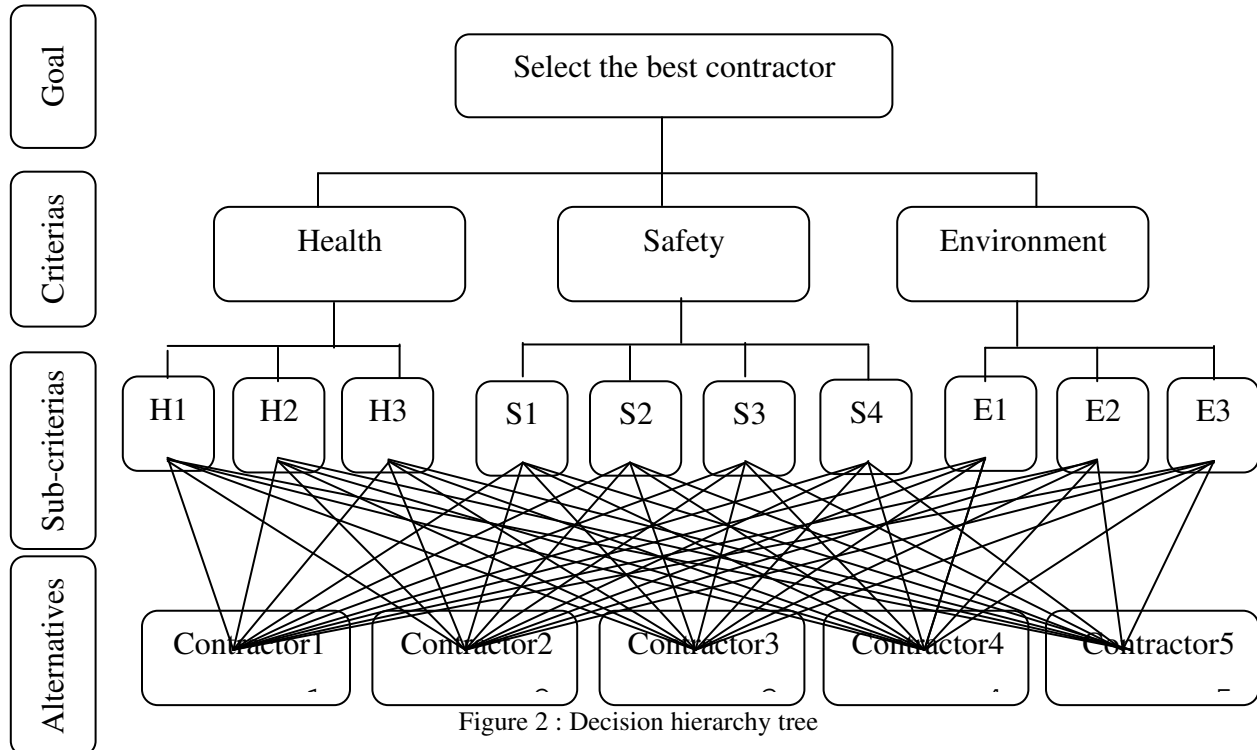 Goal
Select the best contractor
Criterias
Health Safety Environment
Sub-criterias
H1 H2 H3 S1 S2 S3 S4 E1 E2 E3
Alternatives
Contractor1 Contractor2 Contractor3 Contractor4 Contractor5
Figure 2 : Decision hierarchy tree